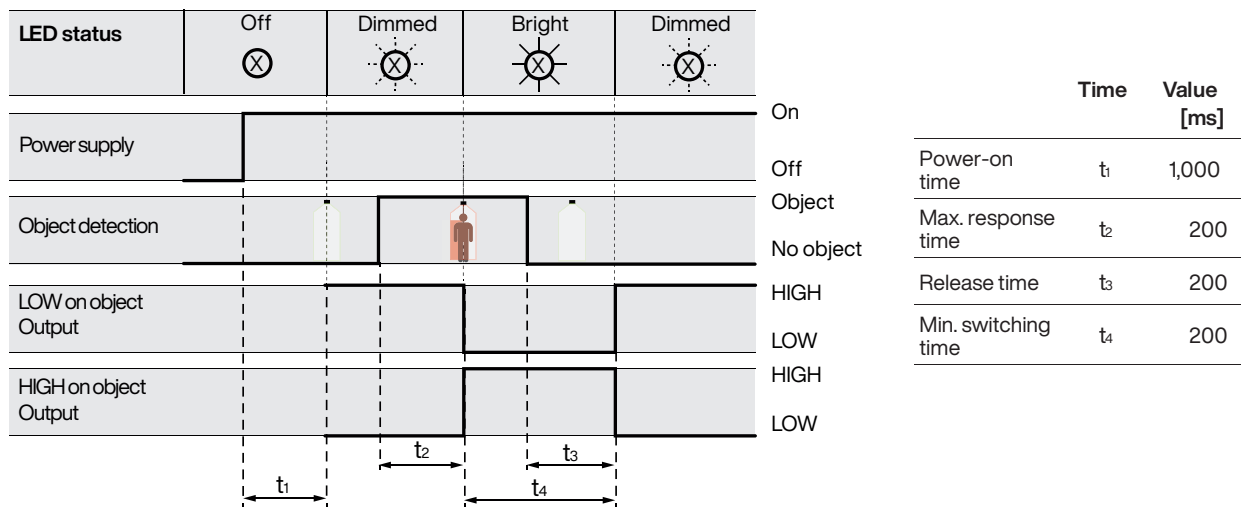 LED status
Off
Dimmed
Bright
Dimmed
X
X
X
X
Power supply
On
Off
Object detection
Object
No object
LOW on object
Output
HIGH
LOW
HIGH on object
Output
HIGH
LOW
t1
t2
t3
t4
Time
Value
[ms]
Power-on
time
t1
1,000
Max. response
time
t2
200
Release time
t3
200
Min. switching
time
t4
200